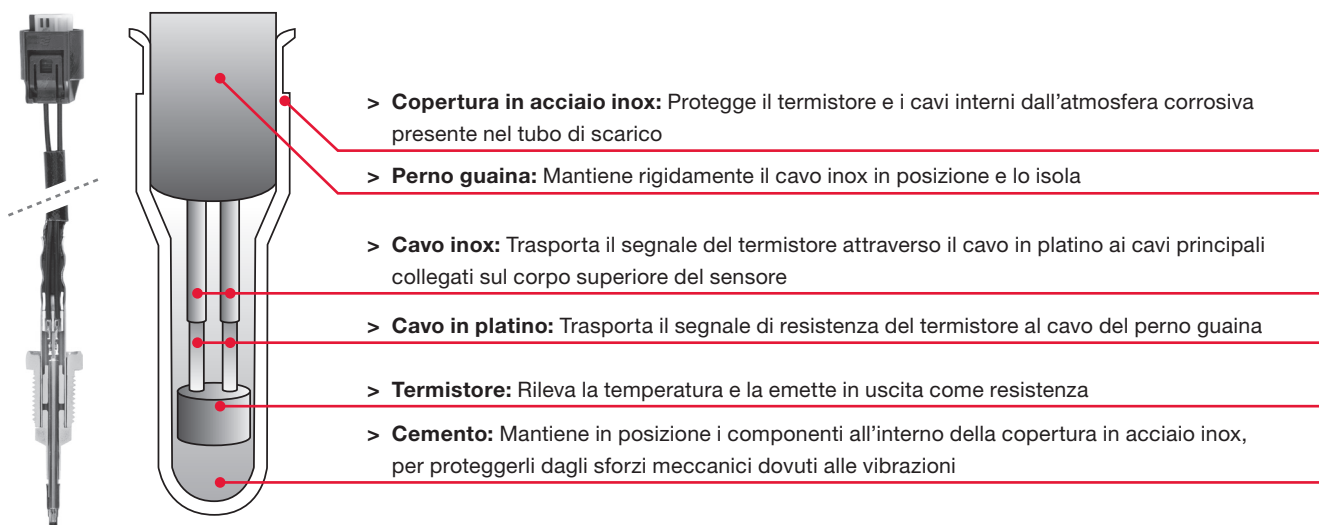 > Copertura in acciaio inox: Protegge il termistore e i cavi interni dall'atmosfera corrosiva
presente nel tubo di scarico
> Perno guaina: Mantiene rigidamente il cavo inox in posizione e lo isola
> Cavo inox: Trasporta il segnale del termistore attraverso il cavo in platino ai cavi principali
collegati sul corpo superiore del sensore
> Cavo in platino: Trasporta il segnale di resistenza del termistore al cavo del perno guaina
> Termistore: Rileva la temperatura e la emette in uscita come resistenza
> Cemento: Mantiene in posizione i componenti all'interno della copertura in acciaio inox,
per proteggerli dagli sforzi meccanici dovuti alle vibrazioni